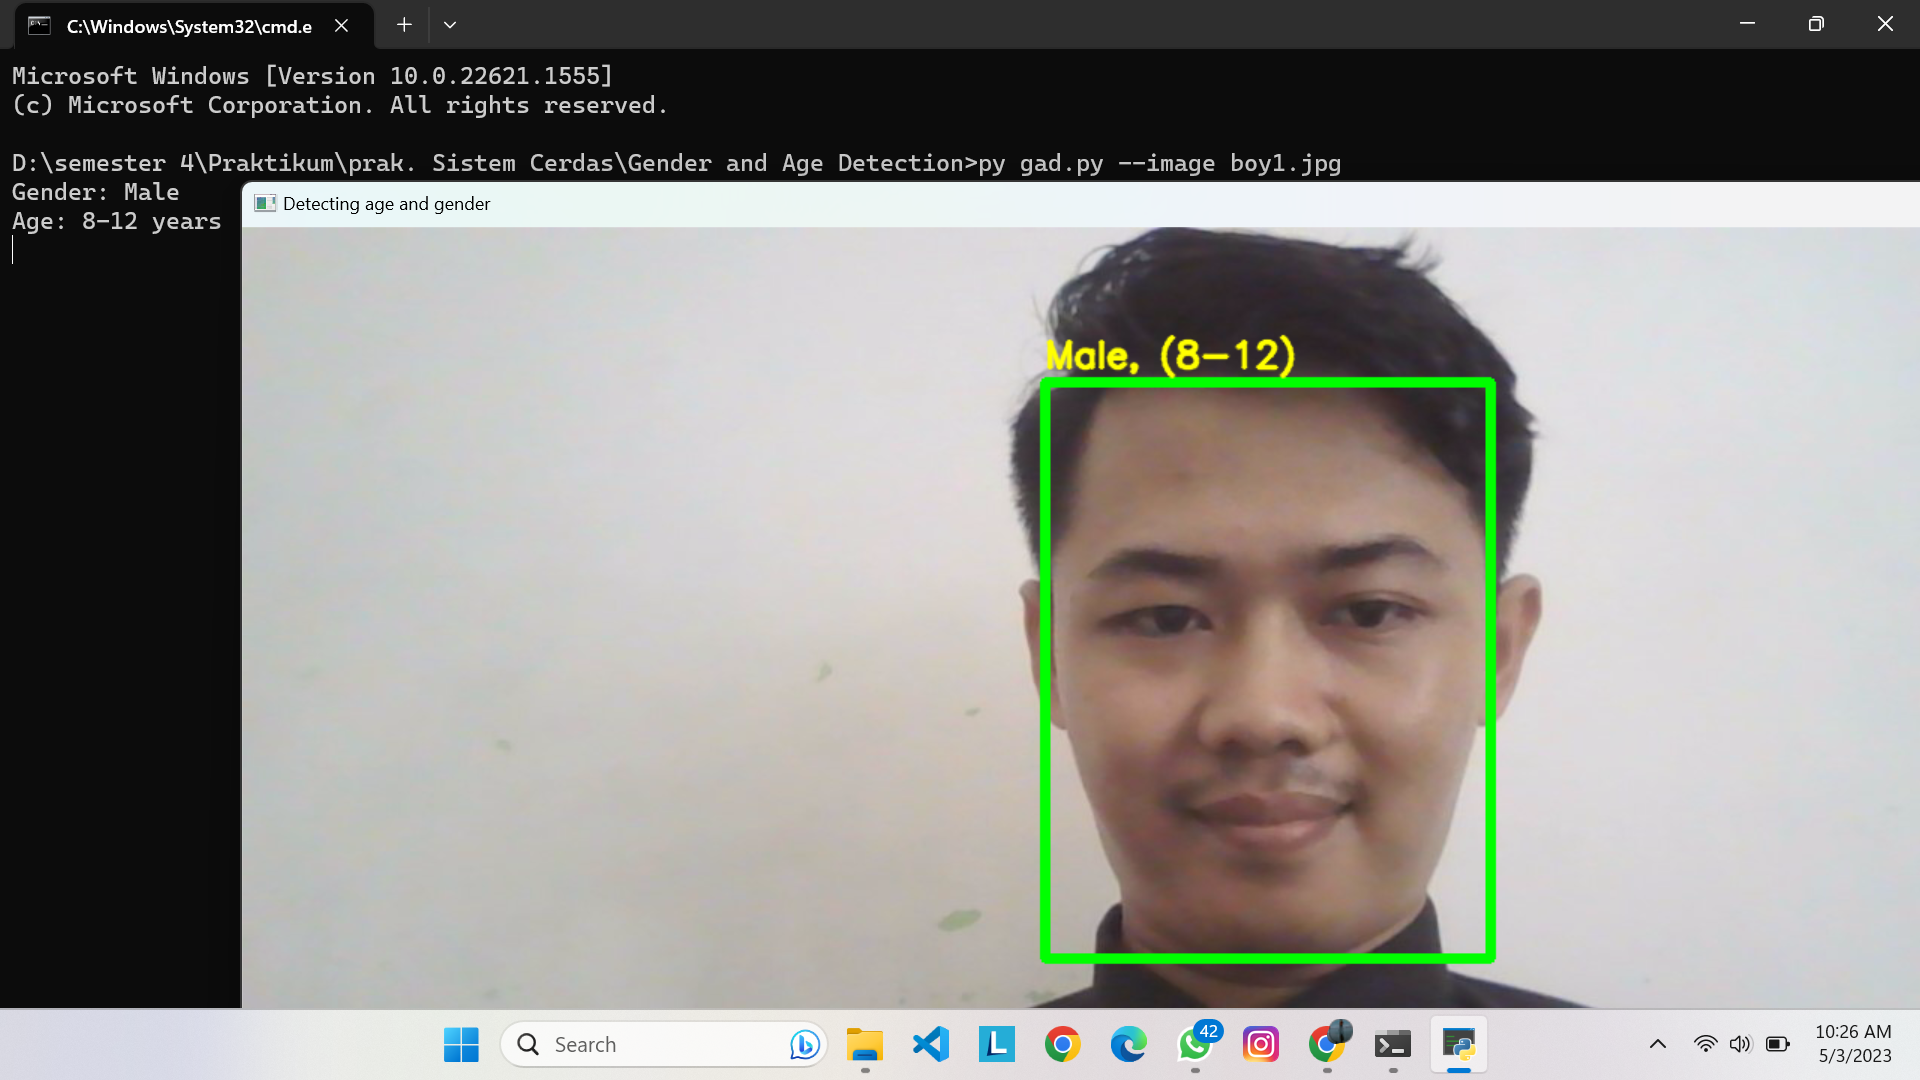 C:\Windows\System32\cmd.e
Microsoft Windows [Version 10.0.22621.1555]
(c) Microsoft Corporation. All rights reserved.
D:\semester 4\Praktikum\prak. Sistem Cerdas\Gender and Age Detection>py gad.py --image boy1.jpg
Gender: Male
Age: 8-12 years
Detecting age and gender
Male, (8-12)
Search
42
10:26 AM
5/3/2023